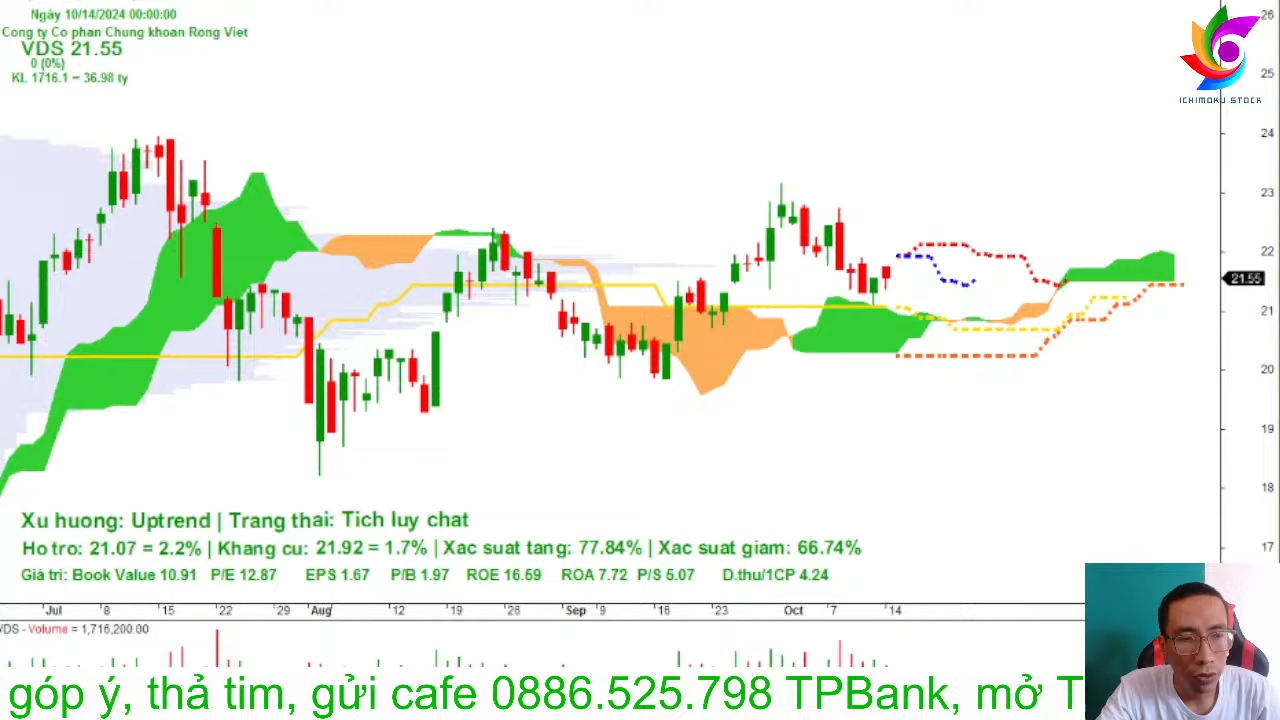 Ngày 10/14/2024 00:00:00
Cong ty Co phan Chung khoan Rong Viet
VDS 21.55
0 (0%)
KL 1716.1 ~ 36.98 ty
ICHIMOKU STOCK
26
25
24
23
22
21.55
21
20
19
18
17
Xu huong: Uptrend | Trang thai: Tich luy chat
Ho tro: 21.07 = 2.2% | Khang cu: 21.92 = 1.7% | Xac suat tang: 77.84% | Xac suat giam: 66.74%
Giá trị: Book Value 10.91 P/E 12.87 EPS 1.67 P/B 1.97 ROE 16.59 ROA 7.72 P/S 5.07 D.thu/1CP 4.24
Jul 8 15 22 29 Aug 12 19 26 Sep 9 16 23 Oct 7 14
VDS - Volume = 1,716,200.00
góp ý, thả tim, gửi cafe 0886.525.798 TPBank, mở T